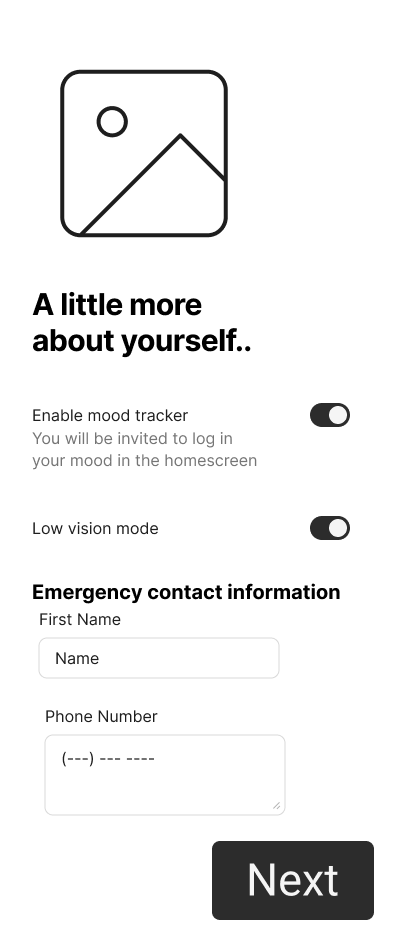 A little more
about yourself..
Enable mood tracker
You will be invited to log in
your mood in the homescreen
Low vision mode
Emergency contact information
First Name
Name
Phone Number
(---) --- ----
Next